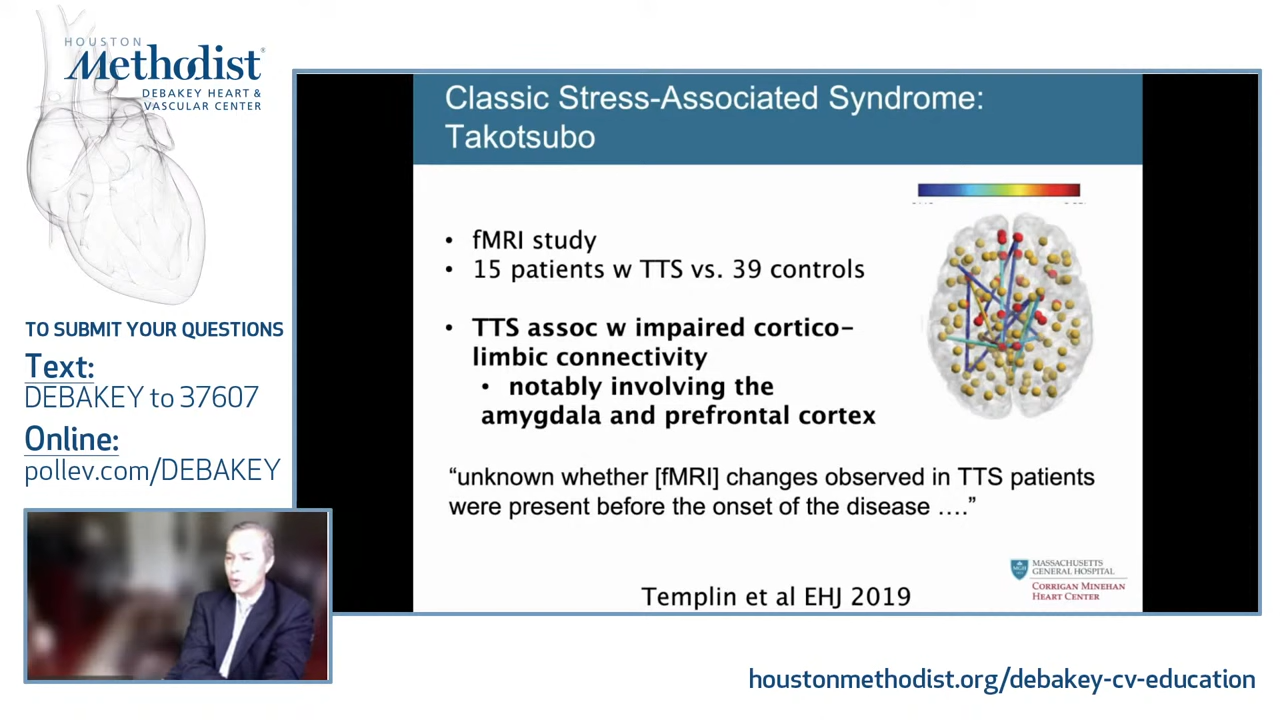 HOUSTON
Methodist®
DEBAKEY HEART &
VASCULAR CENTER
TO SUBMIT YOUR QUESTIONS
Text:
DEBAKEY to 37607
Online:
pollev.com/DEBAKEY
Classic Stress-Associated Syndrome:
Takotsubo
• fMRI study
• 15 patients w TTS vs. 39 controls
• TTS assoc w impaired cortico-
limbic connectivity
• notably involving the
amygdala and prefrontal cortex
“unknown whether [fMRI] changes observed in TTS patients
were present before the onset of the disease ….”
Templin et al EHJ 2019
MGH
MASSACHUSETTS
GENERAL HOSPITAL
CORRIGAN MINEHAN
HEART CENTER
houstonmethodist.org/debakey-cv-education